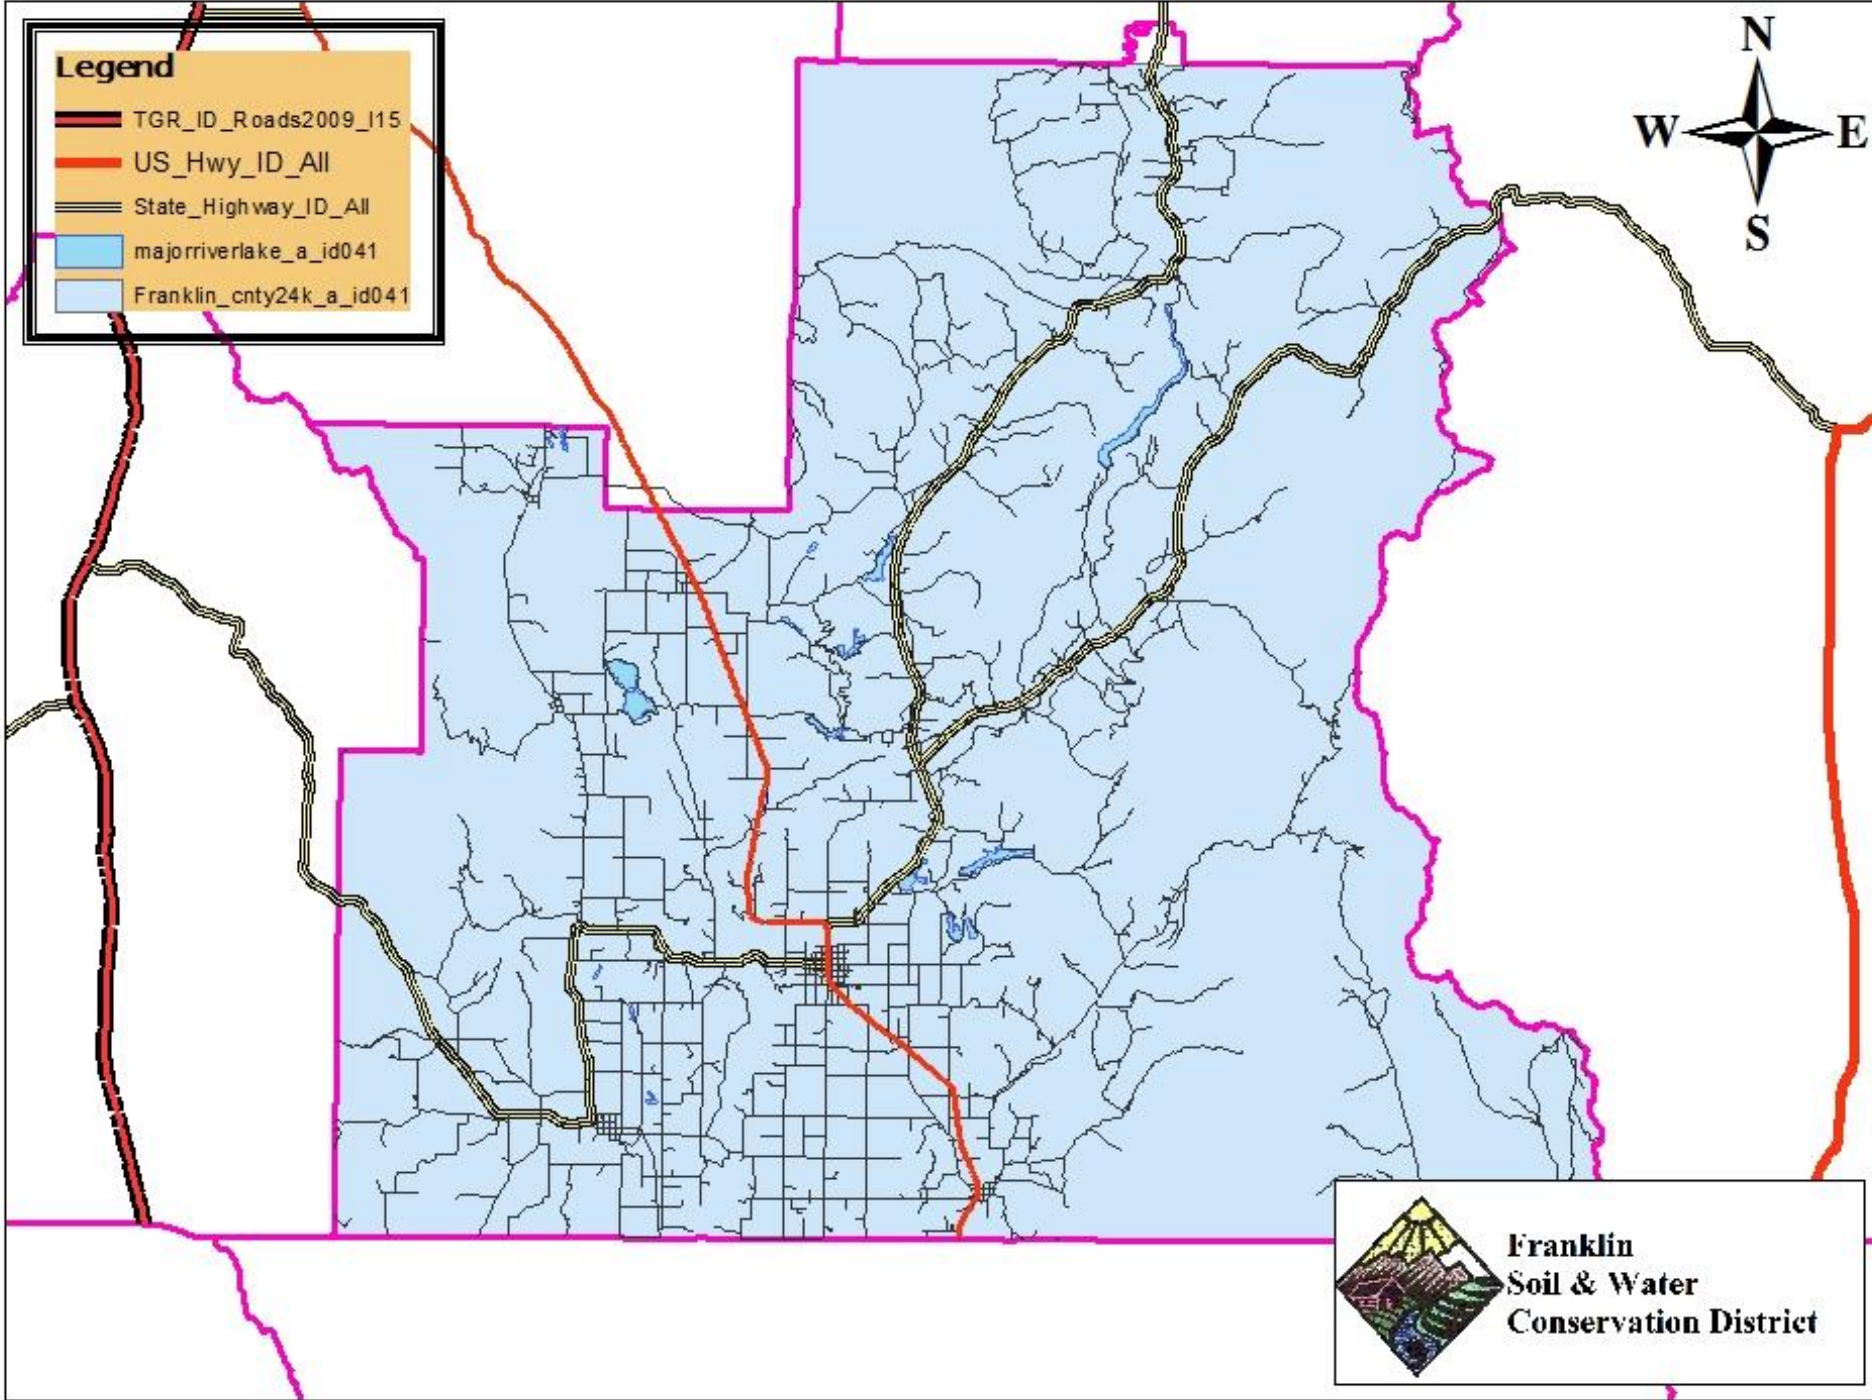 Legend
TGR_ID_Roads2009_I15
US_Hwy_ID_All
State_Highway_ID_All
majorriverlake_a_id041
Franklin_cnty24k_a_id041
N
W E
S
Franklin
Soil & Water
Conservation District